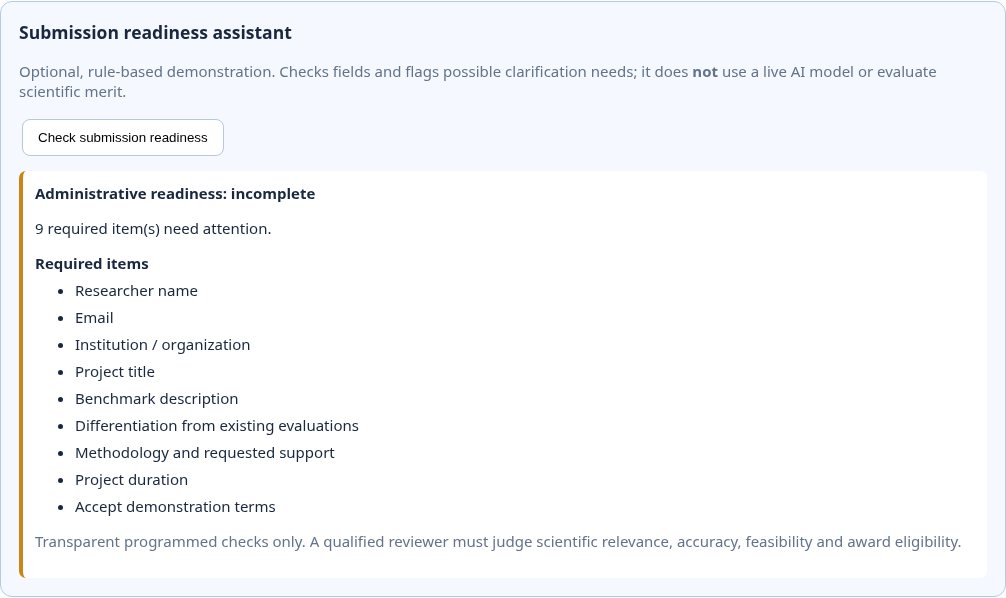 Submission readiness assistant
Optional, rule-based demonstration. Checks fields and flags possible clarification needs; it does not use a live AI model or evaluate
scientific merit.
Check submission readiness
Administrative readiness: incomplete
9 required item(s) need attention.
Required items
• Researcher name
• Email
• Institution / organization
• Project title
• Benchmark description
• Differentiation from existing evaluations
• Methodology and requested support
• Project duration
• Accept demonstration terms
Transparent programmed checks only. A qualified reviewer must judge scientific relevance, accuracy, feasibility and award eligibility.